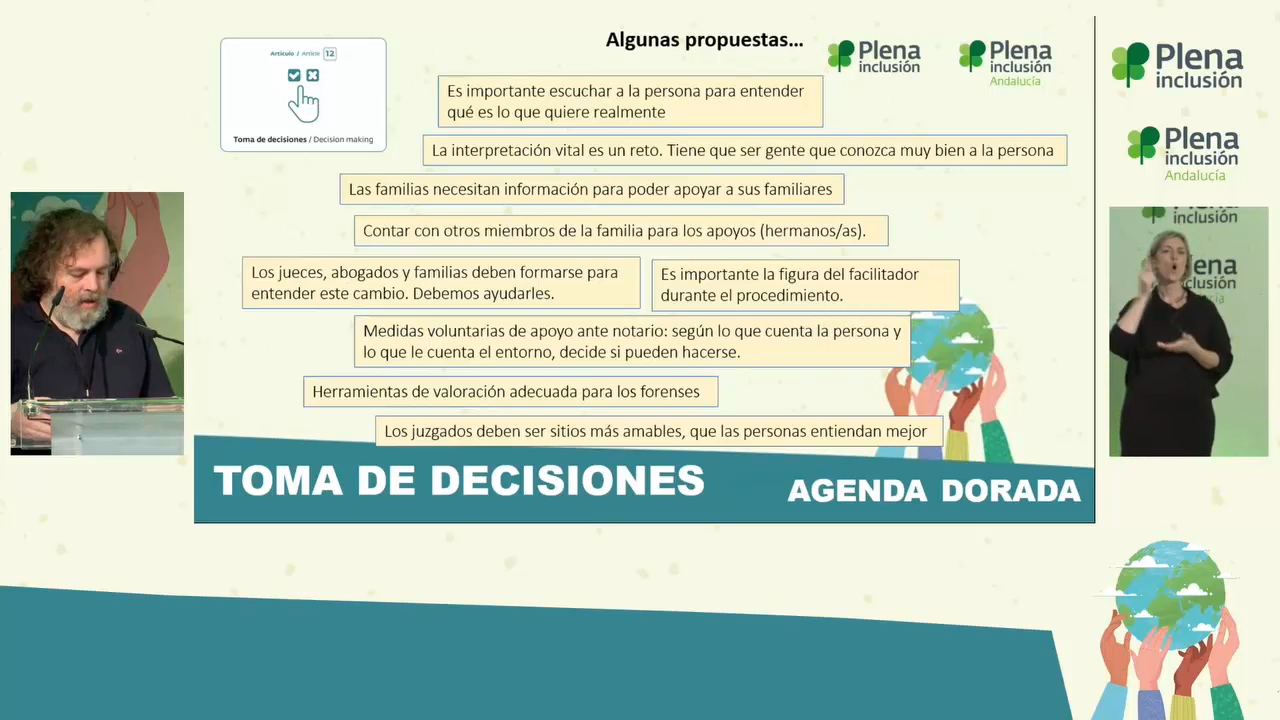 Artículo / Article 12
Toma de decisiones / Decision making
Algunas propuestas...
Plena
inclusión
Plena
inclusión
Andalucía
Es importante escuchar a la persona para entender
qué es lo que quiere realmente
La interpretación vital es un reto. Tiene que ser gente que conozca muy bien a la persona
Las familias necesitan información para poder apoyar a sus familiares
Contar con otros miembros de la familia para los apoyos (hermanos/as).
Los jueces, abogados y familias deben formarse para
entender este cambio. Debemos ayudarles.
Es importante la figura del facilitador
durante el procedimiento.
Medidas voluntarias de apoyo ante notario: según lo que cuenta la persona y
lo que le cuenta el entorno, decide si pueden hacerse.
Herramientas de valoración adecuada para los forenses
Los juzgados deben ser sitios más amables, que las personas entiendan mejor
TOMA DE DECISIONES
AGENDA DORADA
Plena
inclusión
Plena
inclusión
Andalucía
inclusión
Plena